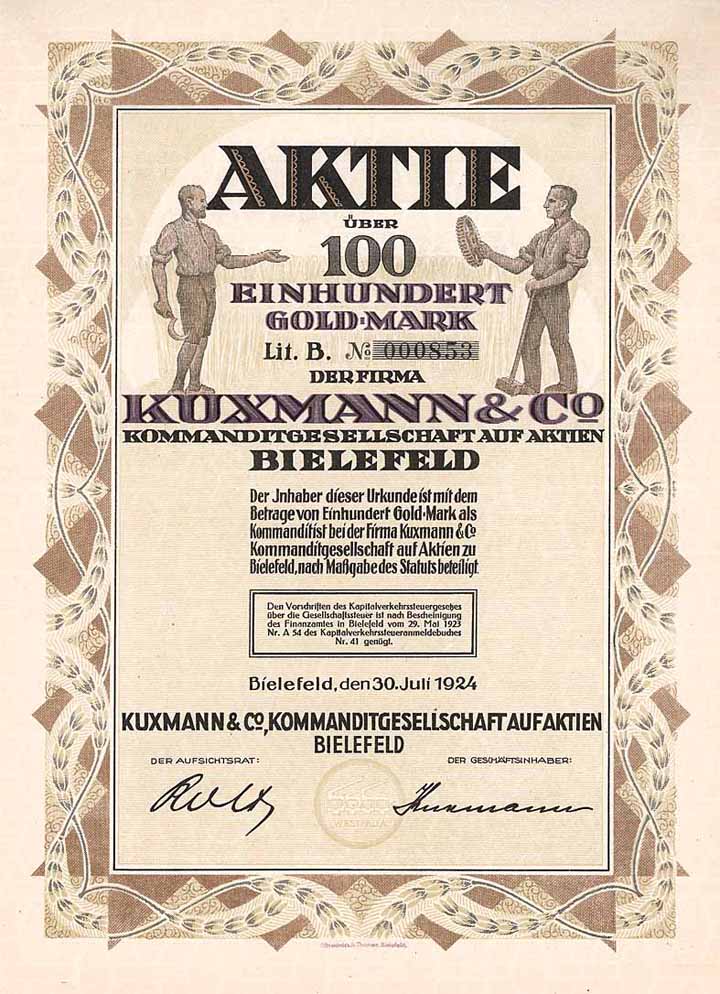 AKTIE
ÜBER
100
EINHUNDERT
GOLD=MARK
Lit. B. No 000853
DER FIRMA
KUXMANN & Co
KOMMANDITGESELLSCHAFT AUF AKTIEN
BIELEFELD
Der Jnhaber dieser Urkunde ist mit dem
Betrage von Einhundert Gold-Mark als
Kommanditist bei der Firma Kuxmann & Co
Kommanditgesellschaft auf Aktien zu
Bielefeld, nach Maßgabe des Statuts beteiligt.
Den Vorschriften des Kapitalverkehrssteuergesetzes
über die Gesellschaftssteuer ist nach Bescheinigung
des Finanzamtes in Bielefeld vom 29. Mai 1923
Nr. A 54 des Kapitalverkehrssteueranmeldebuches
Nr. 41 genügt.
Bielefeld, den 30. Juli 1924
KUXMANN & Co, KOMMANDITGESELLSCHAFT AUF AKTIEN
BIELEFELD
DER AUFSICHTSRAT:
DER GESCHÄFTSINHABER:
Kuxmann
WESTFALIA
Bielefeld.